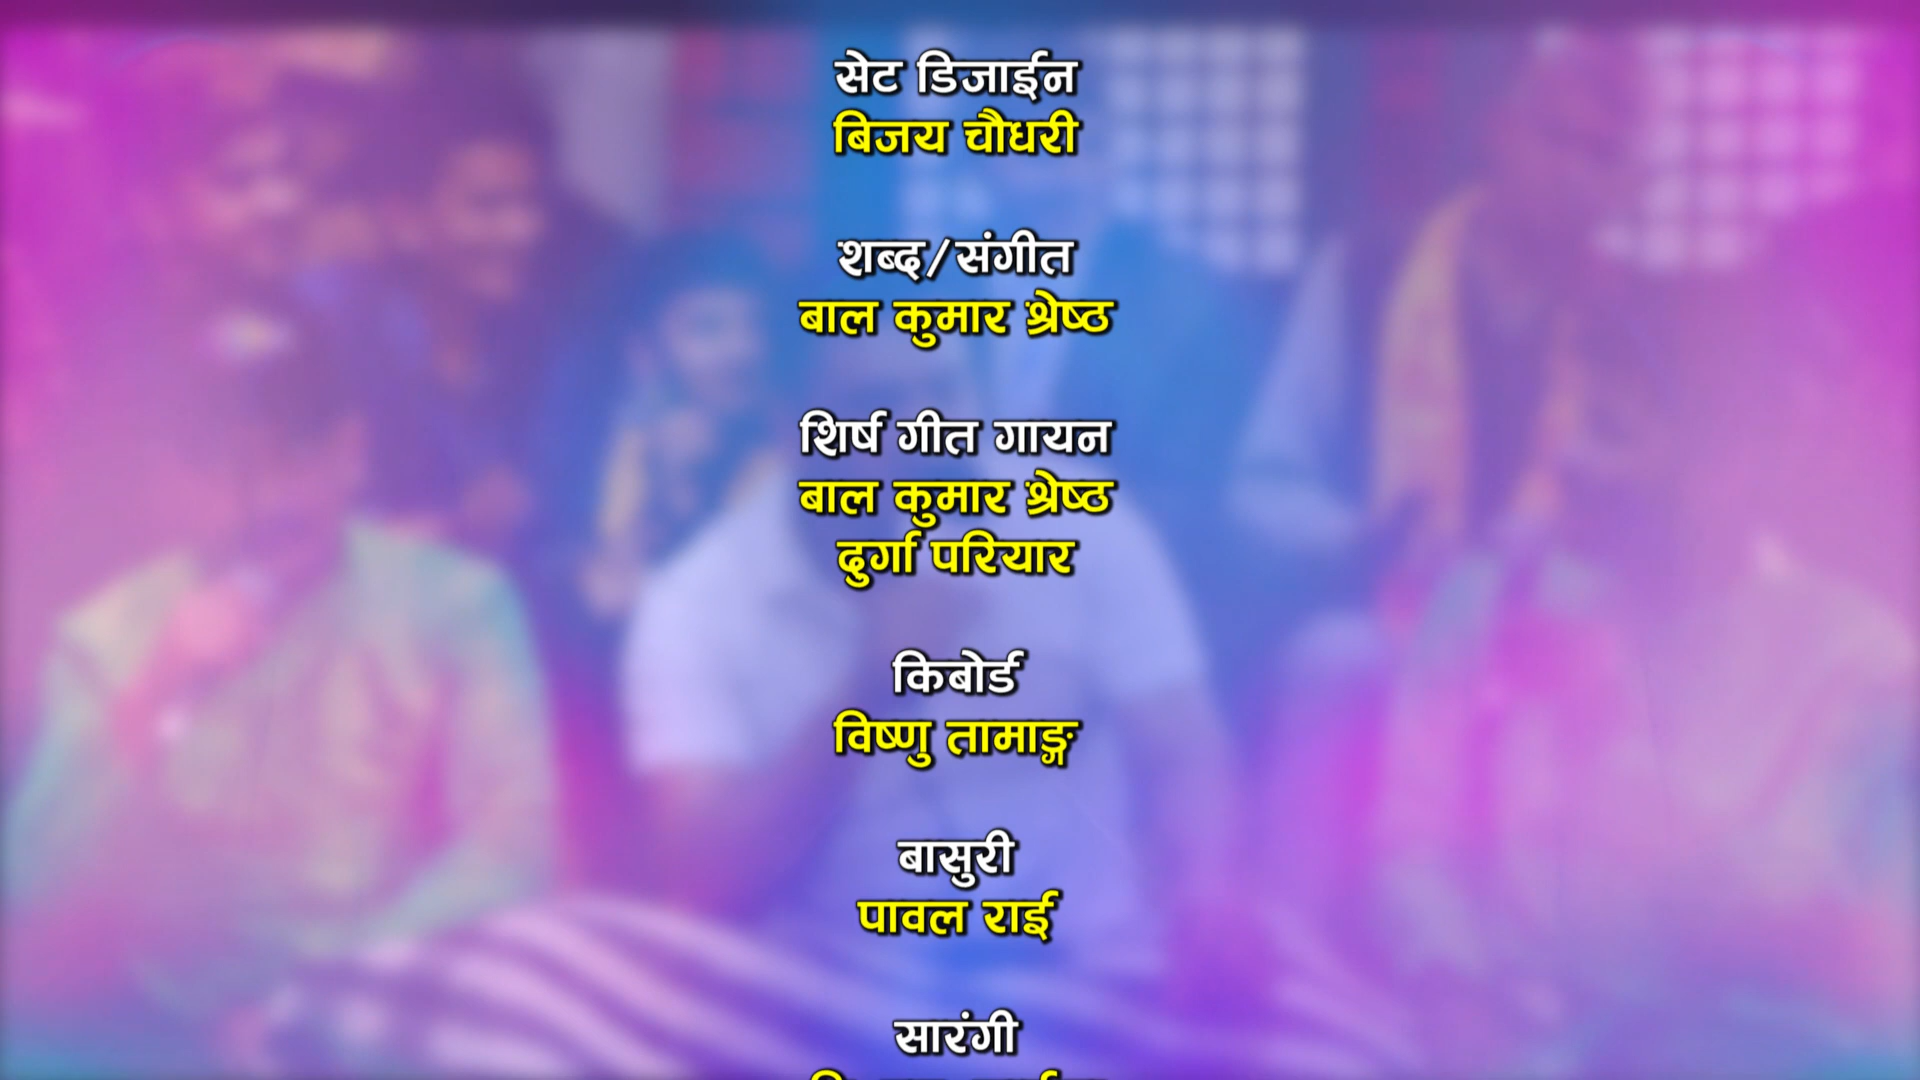 सेट डिजाईन
बिजय चौधरी
शब्द/संगीत
बाल कुमार श्रेष्ठ
शिर्ष गीत गायन
बाल कुमार श्रेष्ठ
दुर्गा परियार
किबोर्ड
विष्णु तामाङ्ग
बासुरी
पावल राई
सारंगी